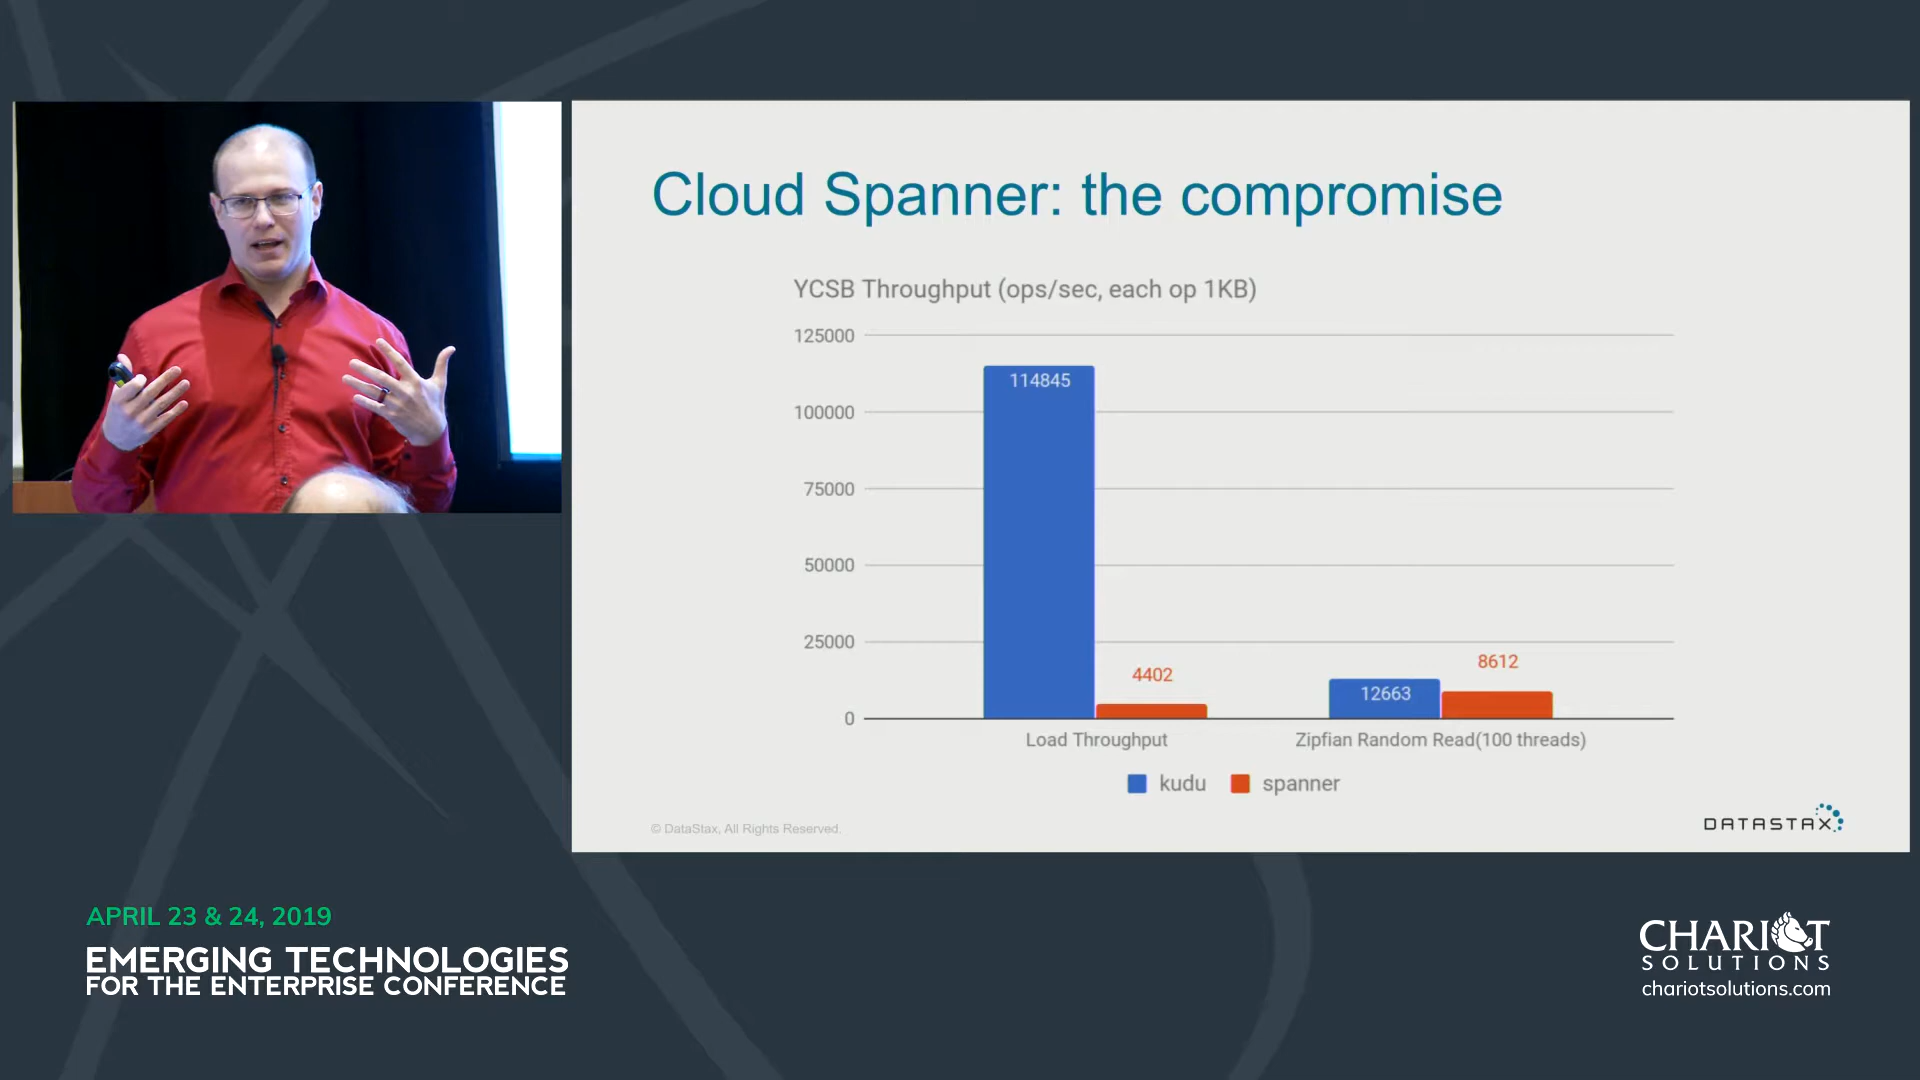 Cloud Spanner: the compromise
YCSB Throughput (ops/sec, each op 1KB)
125000
100000
75000
50000
25000
0
114845
4402
12663
8612
Load Throughput
Zipfian Random Read(100 threads)
kudu
spanner
© DataStax, All Rights Reserved.
DATASTAX
APRIL 23 & 24, 2019
EMERGING TECHNOLOGIES
FOR THE ENTERPRISE CONFERENCE
CHARIOT
SOLUTIONS
chariotsolutions.com